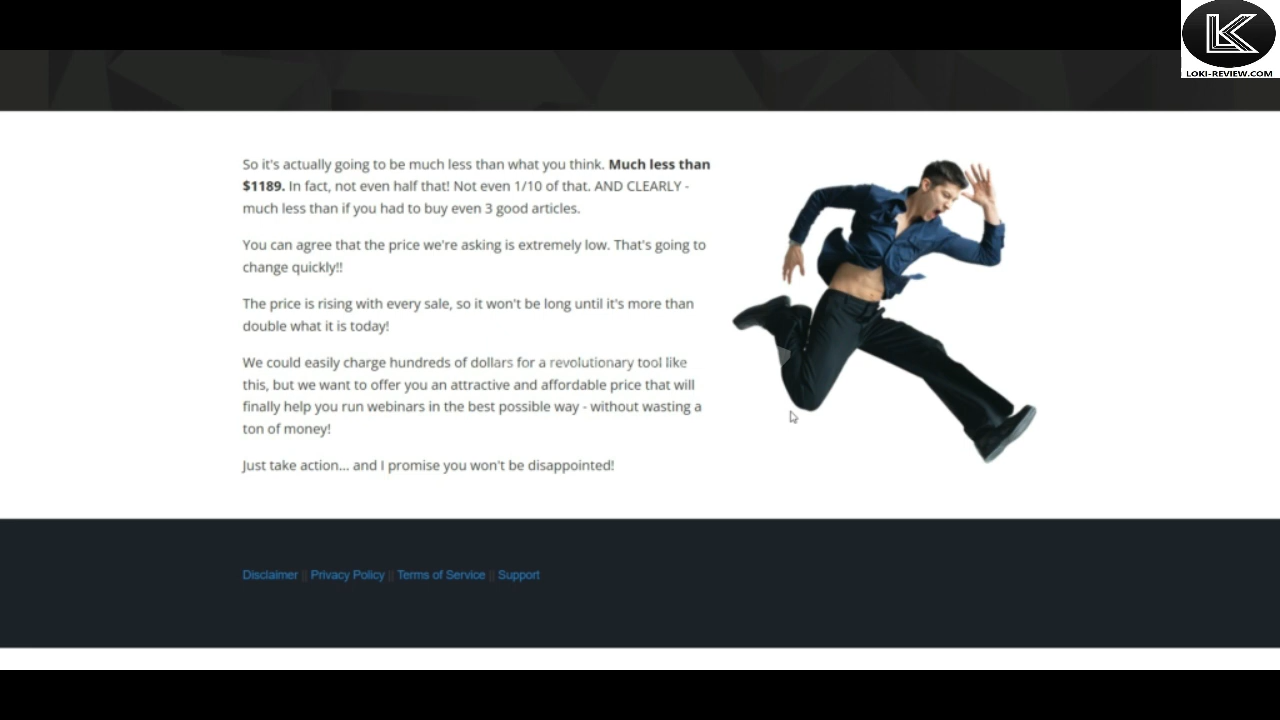 LK
LOKI-REVIEW.COM
So it's actually going to be much less than what you think. Much less than
$1189. In fact, not even half that! Not even 1/10 of that. AND CLEARLY -
much less than if you had to buy even 3 good articles.
You can agree that the price we're asking is extremely low. That's going to
change quickly!!
The price is rising with every sale, so it won't be long until it's more than
double what it is today!
We could easily charge hundreds of dollars for a revolutionary tool like
this, but we want to offer you an attractive and affordable price that will
finally help you run webinars in the best possible way - without wasting a
ton of money!
Just take action... and I promise you won't be disappointed!
Disclaimer || Privacy Policy || Terms of Service || Support